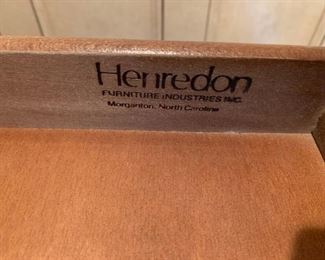 Henredon
FURNITURE INDUSTRIES INC.
Morganton, North Carolina